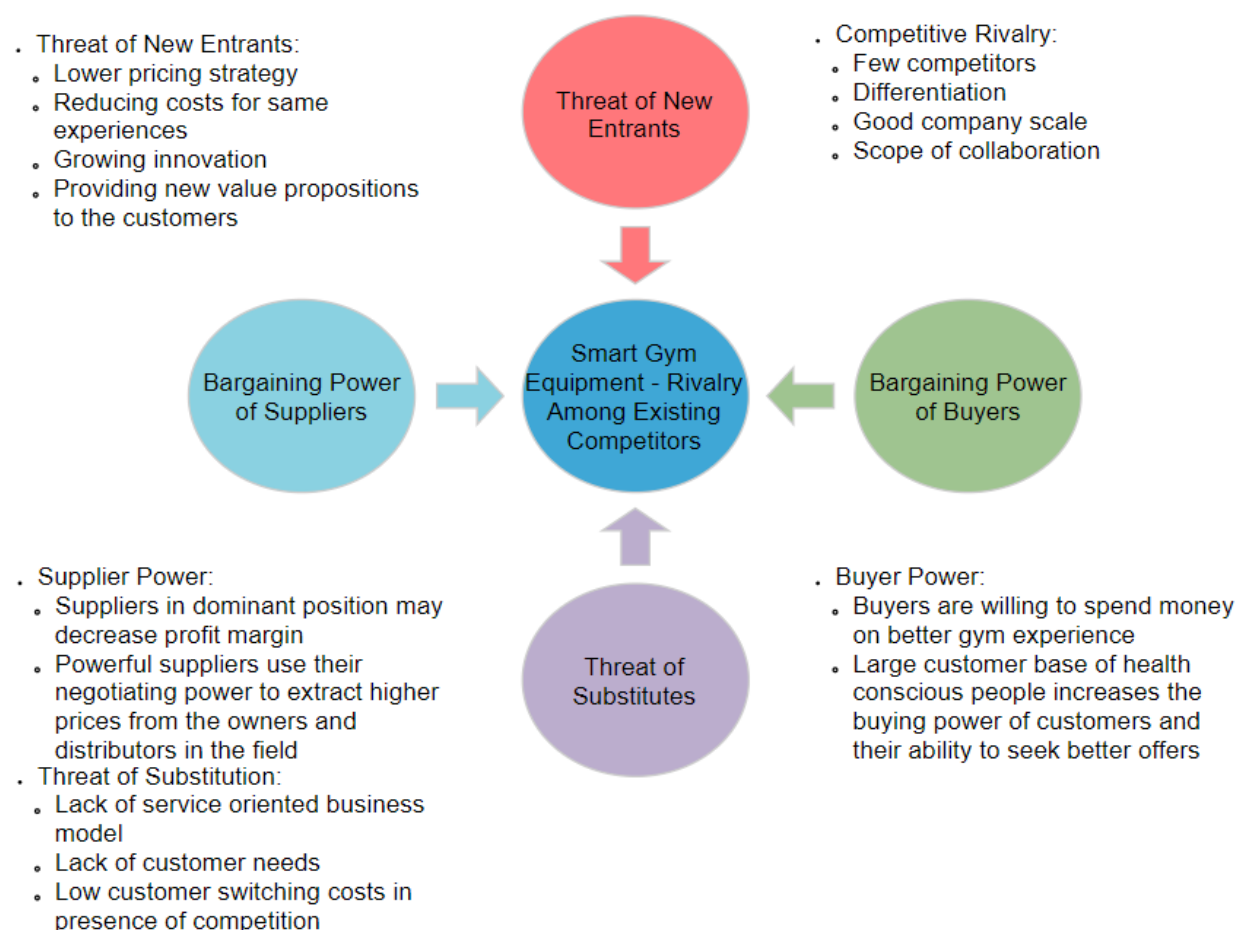 . Threat of New Entrants:
Lower pricing strategy
Reducing costs for same
experiences
Growing innovation
Providing new value propositions
to the customers
Threat of New
Entrants
. Competitive Rivalry:
Few competitors
Differentiation
Good company scale
Scope of collaboration
Bargaining Power
of Suppliers
Smart Gym
Equipment - Rivalry
Among Existing
Competitors
Bargaining Power
of Buyers
. Supplier Power:
Suppliers in dominant position may
decrease profit margin
Powerful suppliers use their
negotiating power to extract higher
prices from the owners and
distributors in the field
. Threat of Substitution:
Lack of service oriented business
model
Lack of customer needs
Low customer switching costs in
presence of competition
Threat of
Substitutes
. Buyer Power:
Buyers are willing to spend money
on better gym experience
Large customer base of health
conscious people increases the
buying power of customers and
their ability to seek better offers